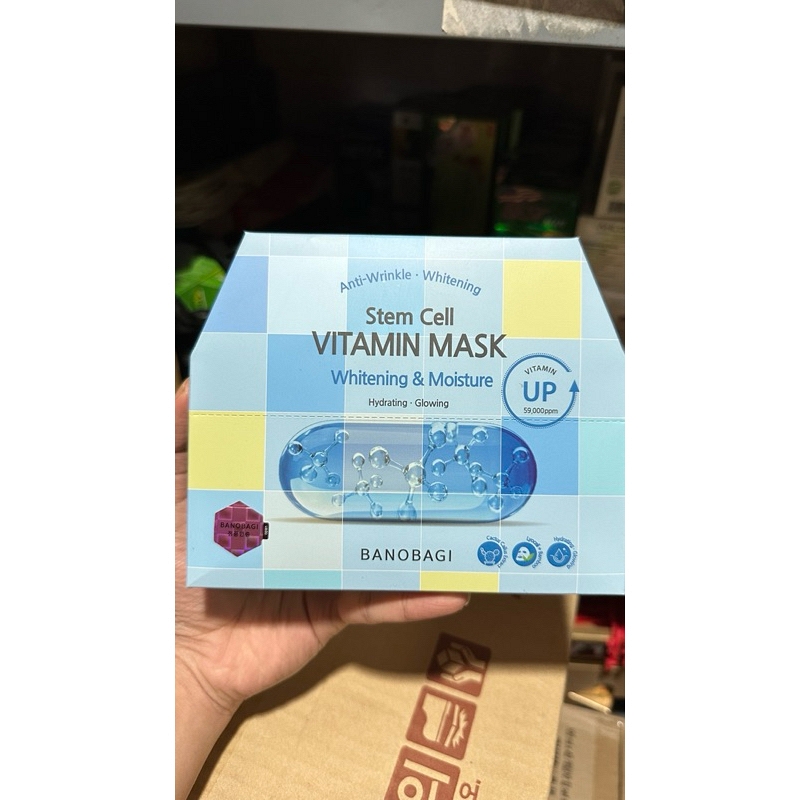 Anti-Wrinkle · Whitening
Stem Cell
VITAMIN MASK
Whitening & Moisture
Hydrating · Glowing
VITAMIN
UP
59,000ppm
BANOBAGI
BANOBAGI